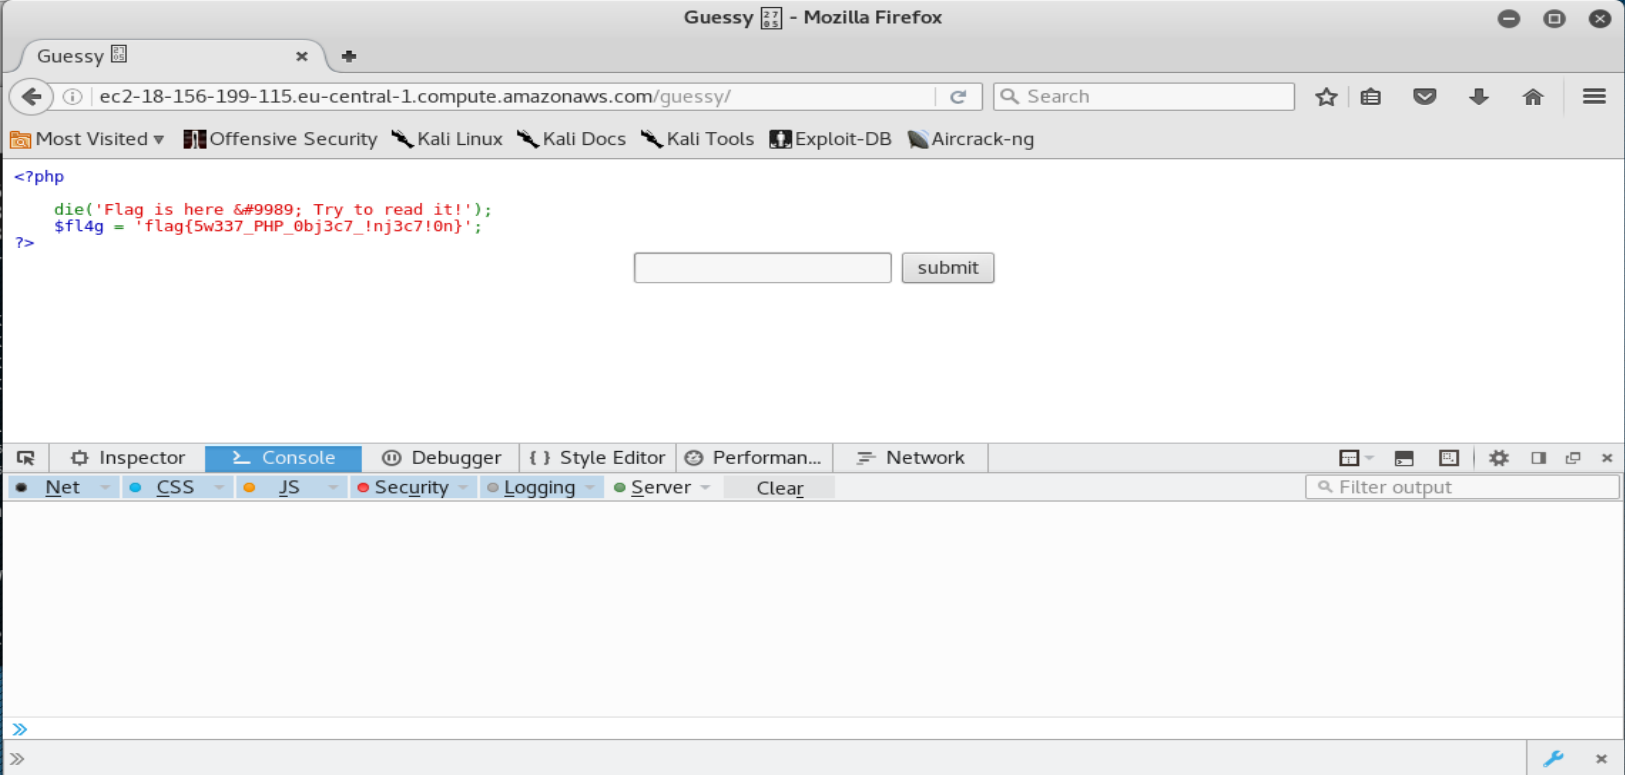 Guessy ✅ - Mozilla Firefox
Guessy ✅
ec2-18-156-199-115.eu-central-1.compute.amazonaws.com/guessy/
Search
Most Visited
Offensive Security
Kali Linux
Kali Docs
Kali Tools
Exploit-DB
Aircrack-ng
<?php
die('Flag is here &#9989; Try to read it!');
$fl4g = 'flag{5w337_PHP_0bj3c7_!nj3c7!0n}';
?>
submit
Inspector
Console
Debugger
{ } Style Editor
Performan...
Network
Net
CSS
JS
Security
Logging
Server
Clear
Filter output